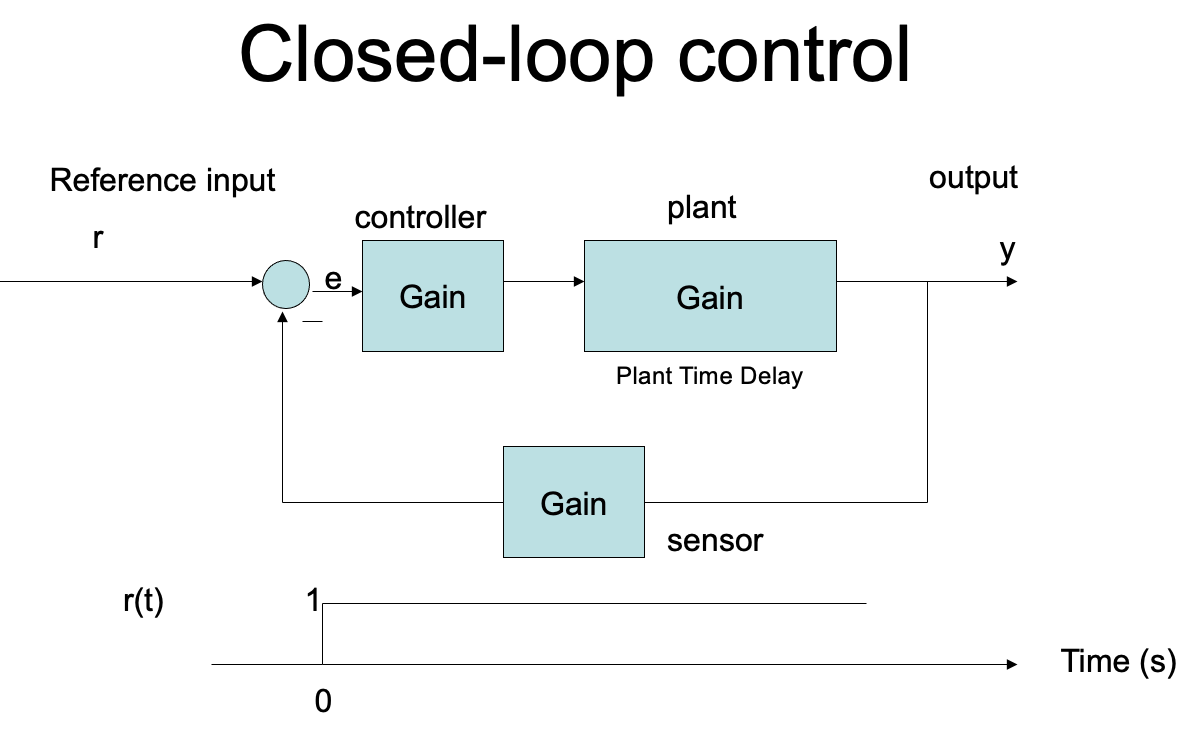 Closed-loop control
Reference input
output
r
controller
plant
y
e
Gain
Gain
_
Plant Time Delay
Gain
sensor
r(t)
1
Time (s)
0